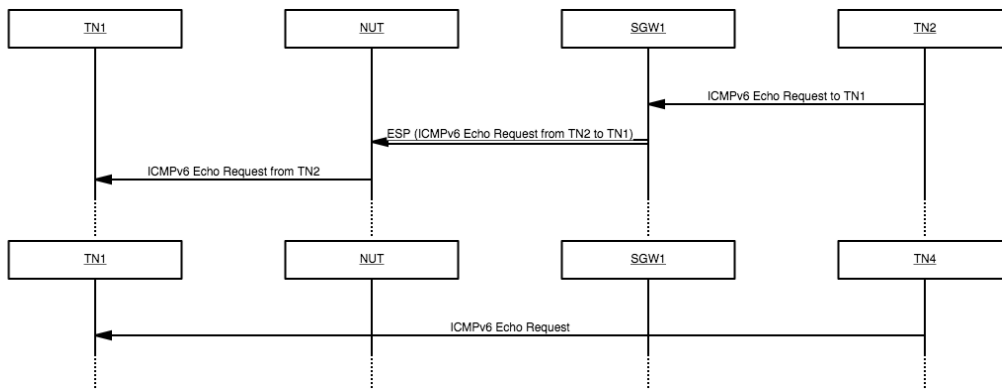 TN1 NUT SGW1 TN2
ICMPv6 Echo Request to TN1
ESP (ICMPv6 Echo Request from TN2 to TN1)
ICMPv6 Echo Request from TN2
TN1 NUT SGW1 TN4
ICMPv6 Echo Request